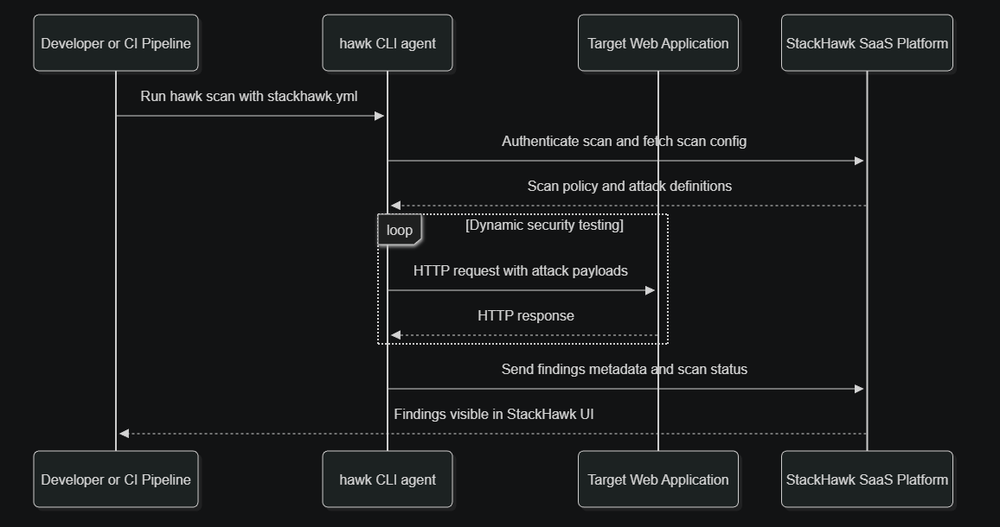 Developer or CI Pipeline
hawk CLI agent
Target Web Application
StackHawk SaaS Platform
Run hawk scan with stackhawk.yml
Authenticate scan and fetch scan config
Scan policy and attack definitions
loop
[Dynamic security testing]
HTTP request with attack payloads
HTTP response
Send findings metadata and scan status
Findings visible in StackHawk UI
Developer or CI Pipeline
hawk CLI agent
Target Web Application
StackHawk SaaS Platform